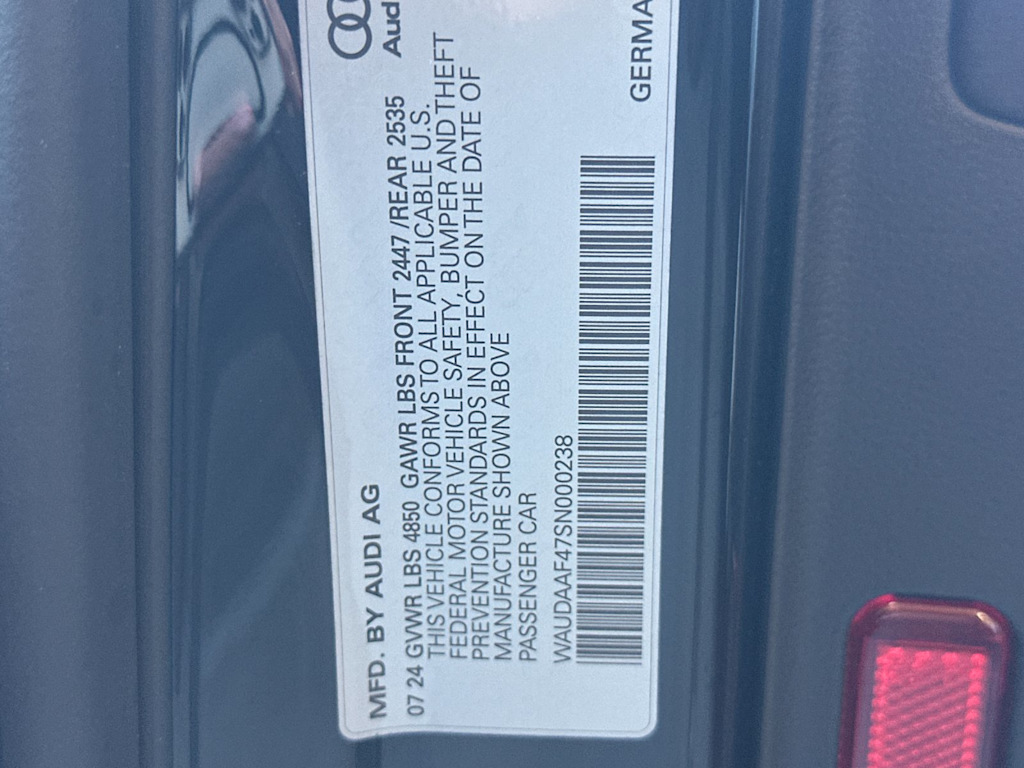 MFD. BY AUDI AG
Aud
07 24 GVWR LBS 4850 GAWR LBS FRONT 2447 /REAR 2535
THIS VEHICLE CONFORMS TO ALL APPLICABLE U.S.
FEDERAL MOTOR VEHICLE SAFETY, BUMPER AND THEFT
PREVENTION STANDARDS IN EFFECT ON THE DATE OF
MANUFACTURE SHOWN ABOVE
PASSENGER CAR
WAUDAAF47SN000238
GERMA